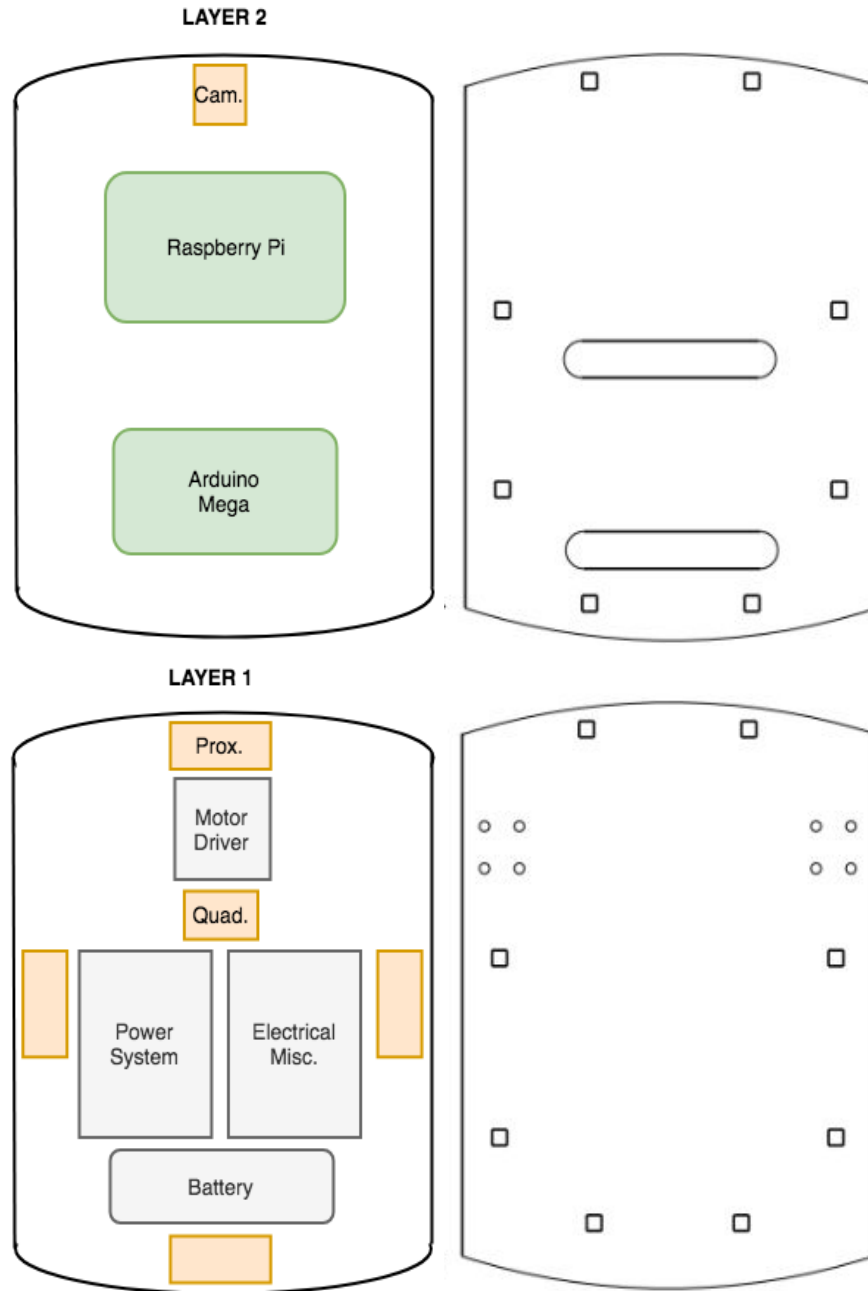 LAYER 2
Cam.
Raspberry Pi
Arduino
Mega
LAYER 1
Prox.
Motor
Driver
Quad.
Power
System
Electrical
Misc.
Battery